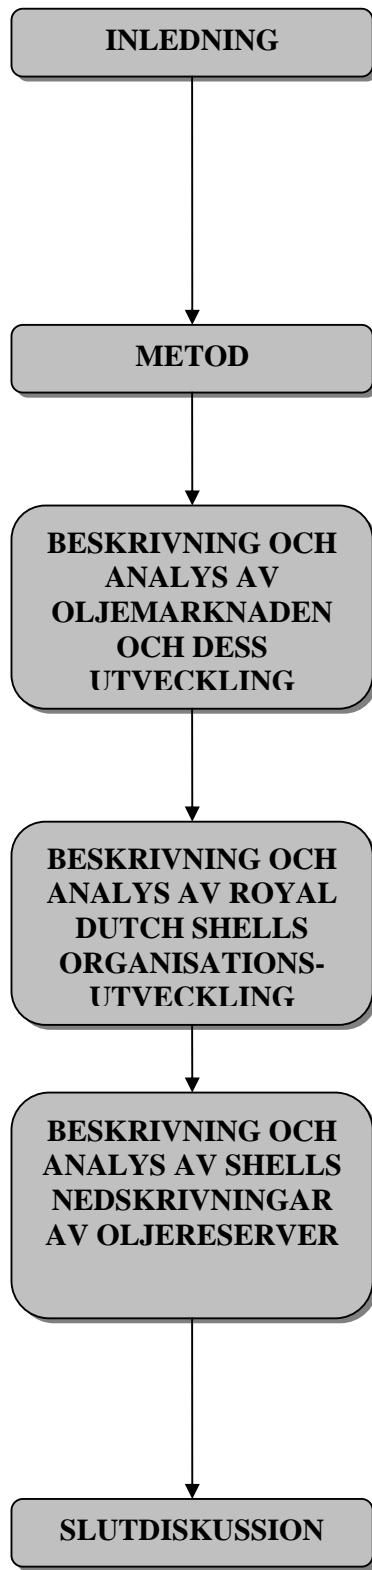 INLEDNING
METOD
BESKRIVNING OCH
ANALYS AV
OLJEMARKNADEN
OCH DESS
UTVECKLING
BESKRIVNING OCH
ANALYS AV ROYAL
DUTCH SHELLS
ORGANISATIONS-
UTVECKLING
BESKRIVNING OCH
ANALYS AV SHELLS
NEDSKRIVNINGAR
AV OLJERESERVER
SLUTDISKUSSION